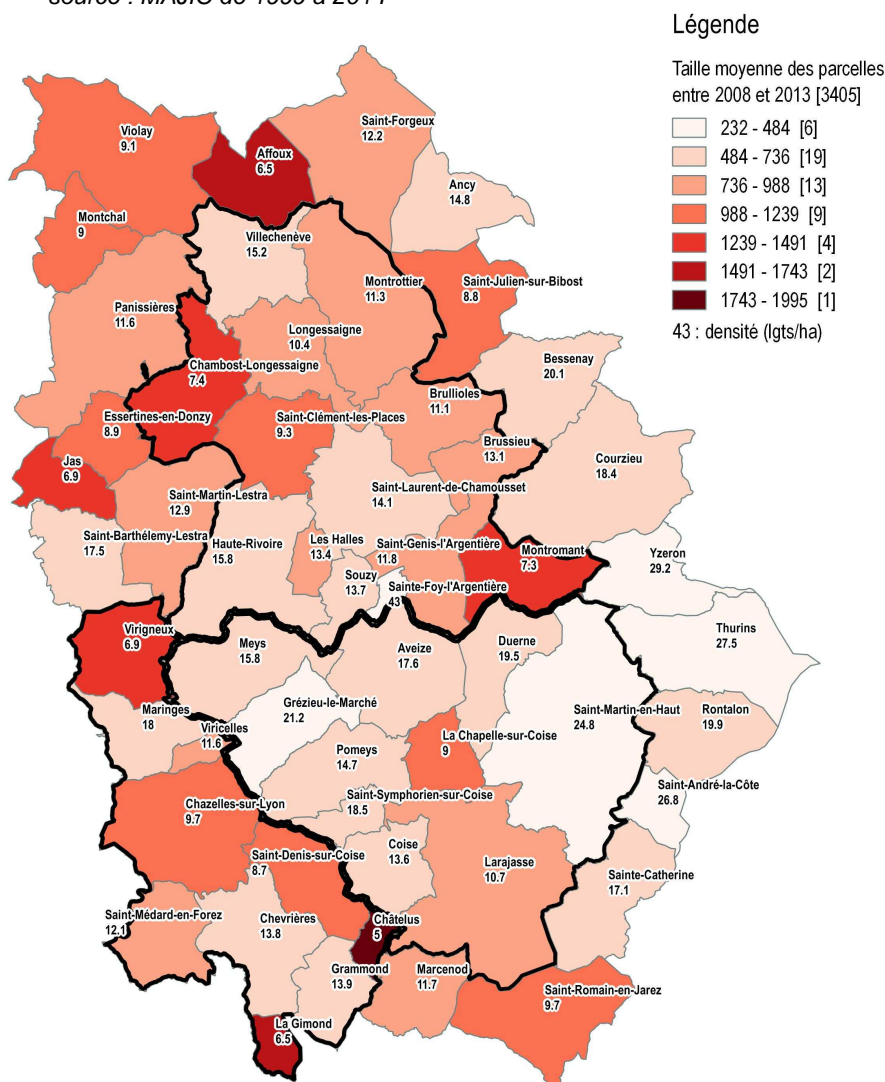 Légende
Taille moyenne des parcelles
entre 2008 et 2013 [3405]
232 - 484 [6]
484 - 736 [19]
736 - 988 [13]
988 - 1239 [9]
1239 - 1491 [4]
1491 - 1743 [2]
1743 - 1995 [1]
43 : densité (lgts/ha)
Saint-Forgeux
12.2
Violay
9.1
Affoux
6.5
Ancy
14.8
Montchal
9
Villechenève
15.2
Montrottier
11.3
Saint-Julien-sur-Bibost
8.8
Panissières
11.6
Longessaigne
10.4
Chambost-Longessaigne
7.4
Bessenay
20.1
Brullioles
11.1
Essertines-en-Donzy
8.9
Saint-Clément-les-Places
9.3
Brussieu
13.1
Courzieu
18.4
Jas
6.9
Saint-Martin-Lestra
12.9
Saint-Laurent-de-Chamousset
14.1
Saint-Barthélemy-Lestra
17.5
Haute-Rivoire
15.8
Les Halles
13.4
Saint-Genis-l'Argentière
11.8
Montromant
7.3
Yzeron
29.2
Souzy
13.7
Sainte-Foy-l'Argentière
43
Virigneux
6.9
Meys
15.8
Aveize
17.6
Duerne
19.5
Thurins
27.5
Maringes
18
Grézieu-le-Marché
21.2
Saint-Martin-en-Haut
24.8
Rontalon
19.9
Viricelles
11.6
La Chapelle-sur-Coise
9
Pomeys
14.7
Saint-André-la-Côte
26.8
Chazelles-sur-Lyon
9.7
Saint-Symphorien-sur-Coise
18.5
Saint-Denis-sur-Coise
8.7
Coise
13.6
Larajasse
10.7
Sainte-Catherine
17.1
Saint-Médard-en-Forez
12.1
Chevrières
13.8
Châtelus
5
Grammond
13.9
Marcenod
11.7
Saint-Romain-en-Jarez
9.7
La Gimond
6.5